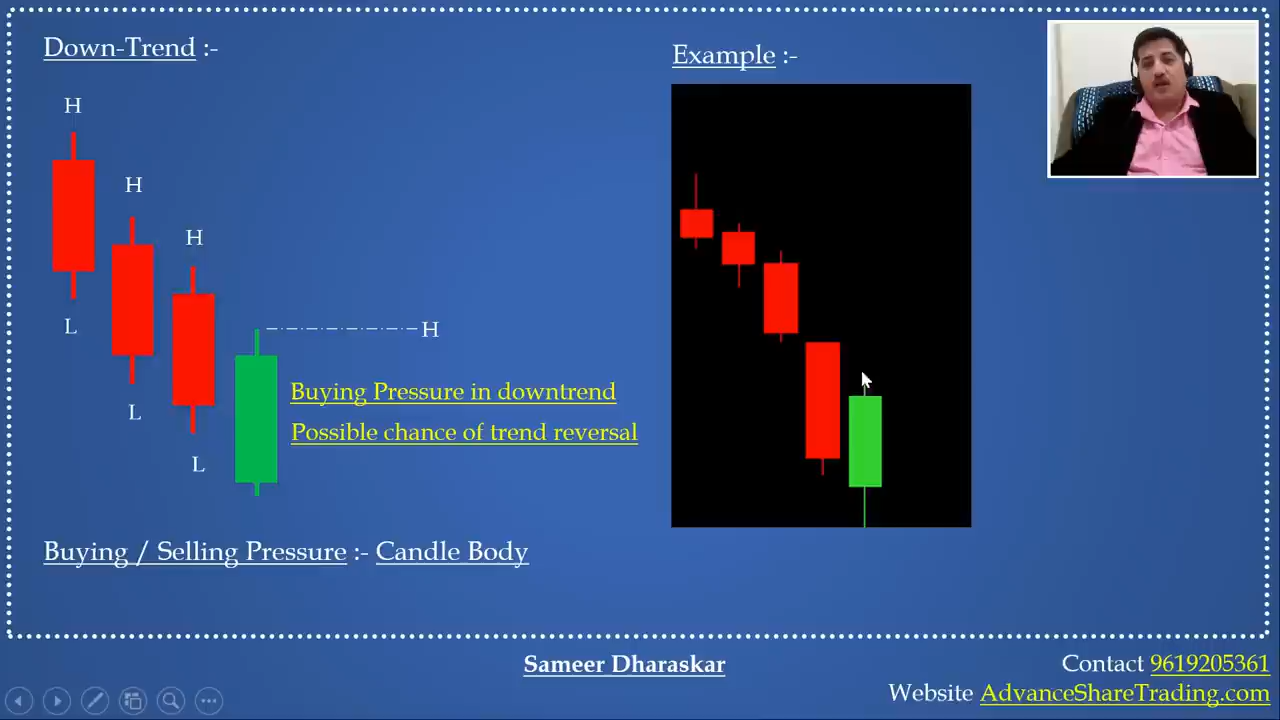 Down-Trend :-
Example :-
H
H
H
L
H
Buying Pressure in downtrend
L
Possible chance of trend reversal
L
Buying / Selling Pressure :- Candle Body
Sameer Dharaskar
Contact 9619205361
Website AdvanceShareTrading.com